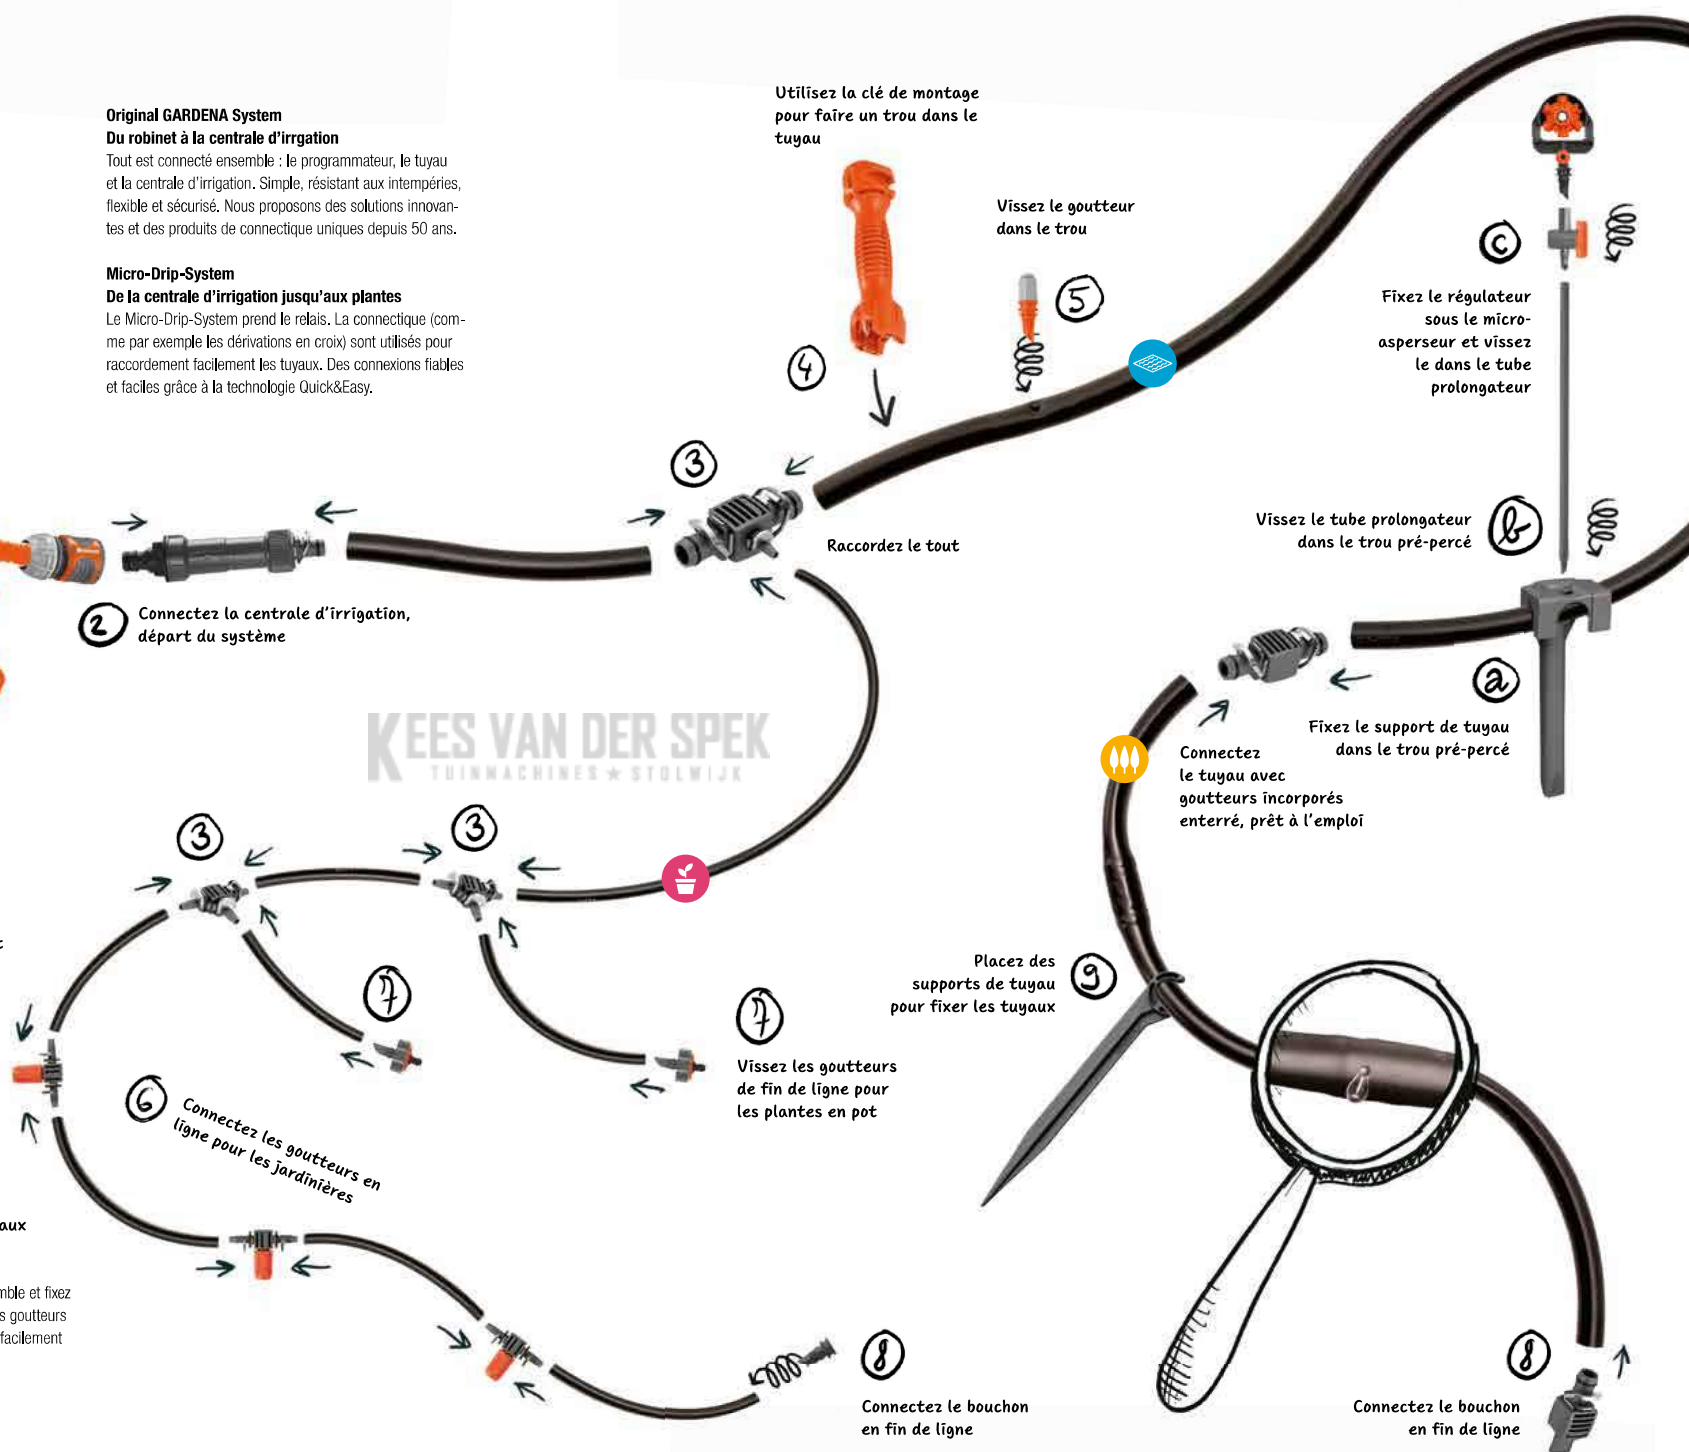 Original GARDENA System
Du robinet à la centrale d'irrgation
Tout est connecté ensemble : le programmateur, le tuyau
et la centrale d'irrigation. Simple, résistant aux intempéries,
flexible et sécurisé. Nous proposons des solutions innovan-
tes et des produits de connectique uniques depuis 50 ans.
Micro-Drip-System
De la centrale d'irrigation jusqu'aux plantes
Le Micro-Drip-System prend le relais. La connectique (com-
me par exemple les dérivations en croix) sont utilisés pour
raccordement facilement les tuyaux. Des connexions fiables
et faciles grâce à la technologie Quick&Easy.
Utilisez la clé de montage
pour faire un trou dans le
tuyau
4
Vissez le goutteur
dans le trou
5
c
Fixez le régulateur
sous le micro-
asperseur et vissez
le dans le tube
prolongateur
3
Raccordez le tout
Vissez le tube prolongateur
dans le trou pré-percé
b
2
Connectez la centrale d'irrigation,
départ du système
a
Fixez le support de tuyau
dans le trou pré-percé
KEES VAN DER SPEK
TUINMACHINES ★ STOLWIJK
Connectez
le tuyau avec
goutteurs incorporés
enterré, prêt à l'emploi
3
3
t
7
7
Vissez les goutteurs
de fin de ligne pour
les plantes en pot
Placez des
supports de tuyau
pour fixer les tuyaux
9
6
Connectez les goutteurs en
ligne pour les jardinières
aux
mble et fixez
s goutteurs
facilement
8
Connectez le bouchon
en fin de ligne
8
Connectez le bouchon
en fin de ligne